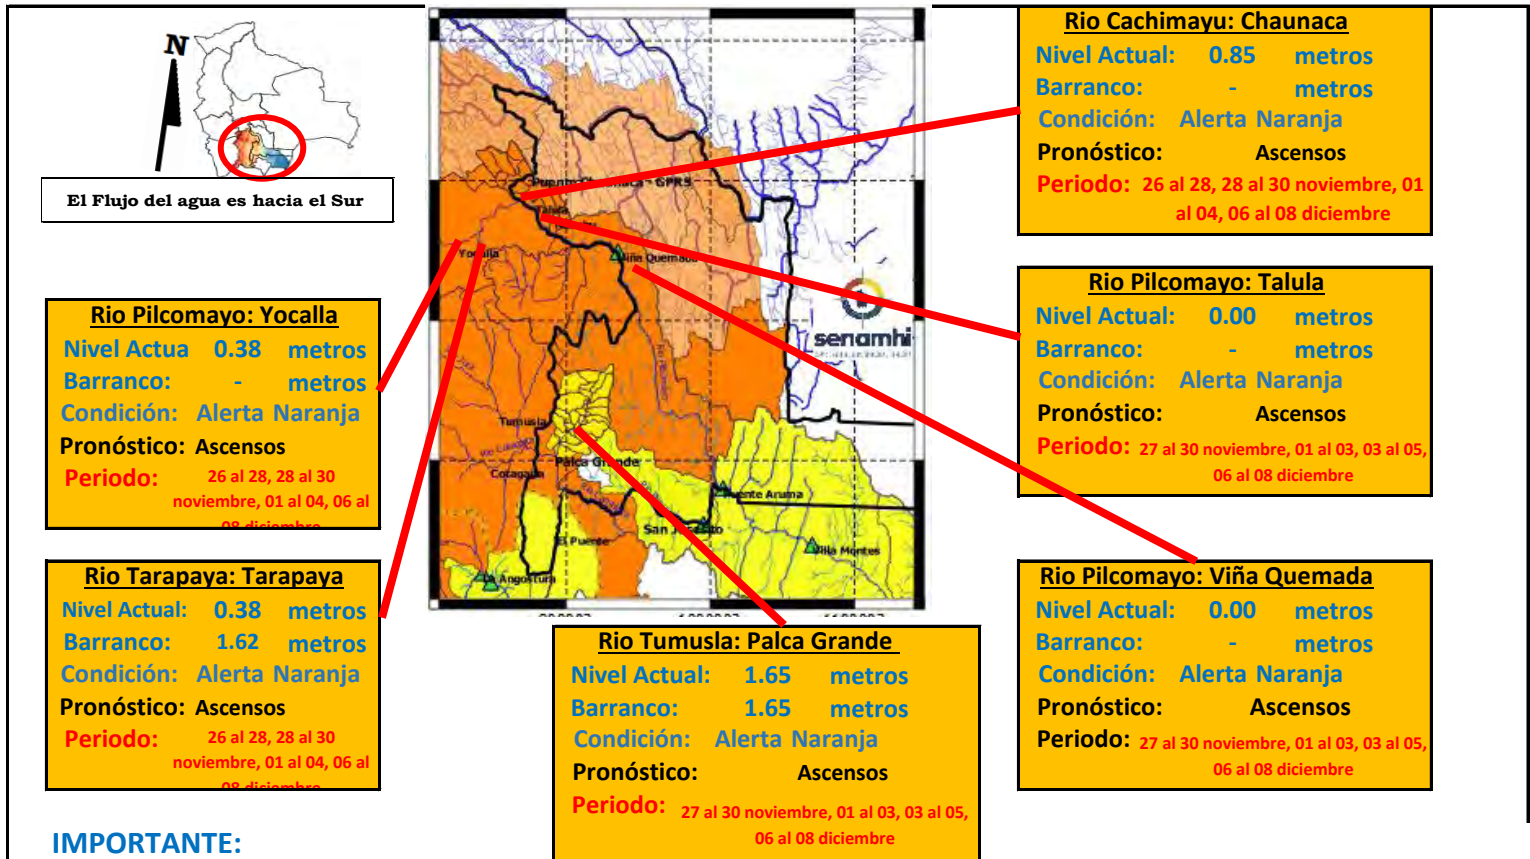 N
El Flujo del agua es hacia el Sur
Rio Pilcomayo: Yocalla
Nivel Actua 0.38 metros
Barranco: - metros
Condición: Alerta Naranja
Pronóstico: Ascensos
Periodo: 26 al 28, 28 al 30
noviembre, 01 al 04, 06 al
08 diciembre
Rio Tarapaya: Tarapaya
Nivel Actual: 0.38 metros
Barranco: 1.62 metros
Condición: Alerta Naranja
Pronóstico: Ascensos
Periodo: 26 al 28, 28 al 30
noviembre, 01 al 04, 06 al
08 diciembre
IMPORTANTE:
GPRS
Yocalla
Viña Quemada
senamhi
Tumusla
Palca Grande
Cotagaita
Puente Aruma
San
El Puente
Villa Montes
La Angostura
Rio Tumusla: Palca Grande
Nivel Actual: 1.65 metros
Barranco: 1.65 metros
Condición: Alerta Naranja
Pronóstico: Ascensos
Periodo: 27 al 30 noviembre, 01 al 03, 03 al 05,
06 al 08 diciembre
Rio Cachimayu: Chaunaca
Nivel Actual: 0.85 metros
Barranco: - metros
Condición: Alerta Naranja
Pronóstico: Ascensos
Periodo: 26 al 28, 28 al 30 noviembre, 01
al 04, 06 al 08 diciembre
Rio Pilcomayo: Talula
Nivel Actual: 0.00 metros
Barranco: - metros
Condición: Alerta Naranja
Pronóstico: Ascensos
Periodo: 27 al 30 noviembre, 01 al 03, 03 al 05,
06 al 08 diciembre
Rio Pilcomayo: Viña Quemada
Nivel Actual: 0.00 metros
Barranco: - metros
Condición: Alerta Naranja
Pronóstico: Ascensos
Periodo: 27 al 30 noviembre, 01 al 03, 03 al 05,
06 al 08 diciembre